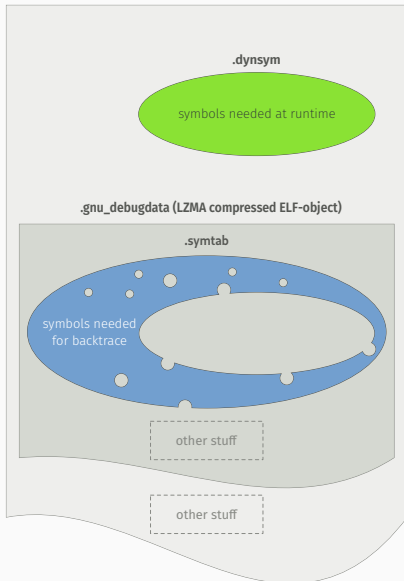 .dynsym
symbols needed at runtime
.gnu_debugdata (LZMA compressed ELF-object)
.symtab
symbols needed
for backtrace
other stuff
other stuff